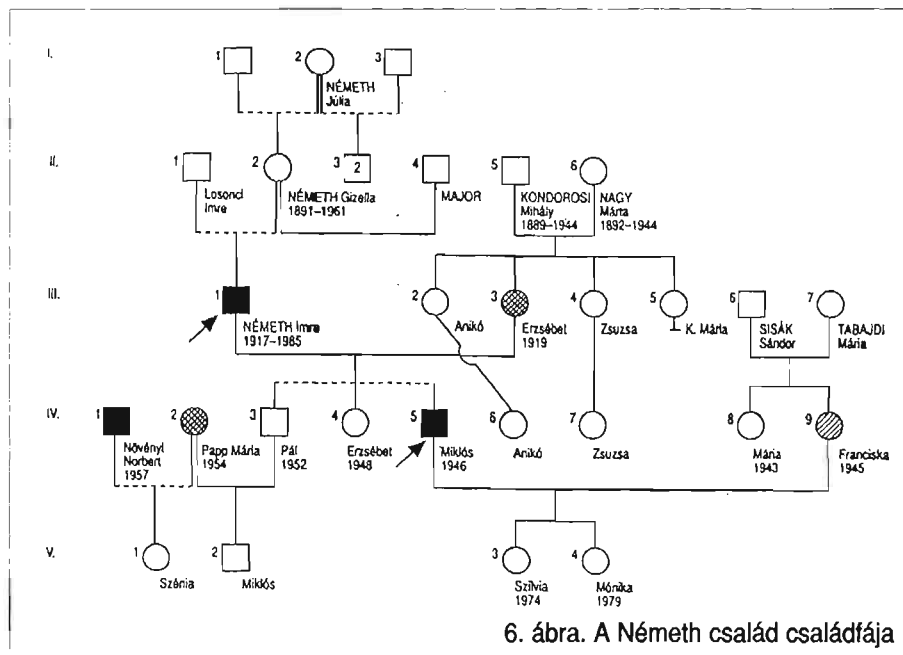 I.
1
2
3
NÉMETH
Júlia
II.
1
2
3
2
4
5
6
Losonci
Imre
NÉMETH Gizella
1891–1961
MAJOR
KONDOROSI
Mihály
1889–1944
NAGY
Márta
1892–1944
III.
1
2
3
4
5
6
7
NÉMETH Imre
1917–1985
Anikó
Erzsébet
1919
Zsuzsa
K. Mária
SISÁK
Sándor
TABAJDI
Mária
IV.
1
2
3
4
5
6
7
8
9
Növényi
Norbert
1957
Papp Mária
1954
Pál
1952
Erzsébet
1948
Miklós
1946
Anikó
Zsuzsa
Mária
1943
Franciska
1945
V.
1
2
3
4
Szénia
Miklós
Szilvia
1974
Mónika
1979
6. ábra. A Németh család családfája